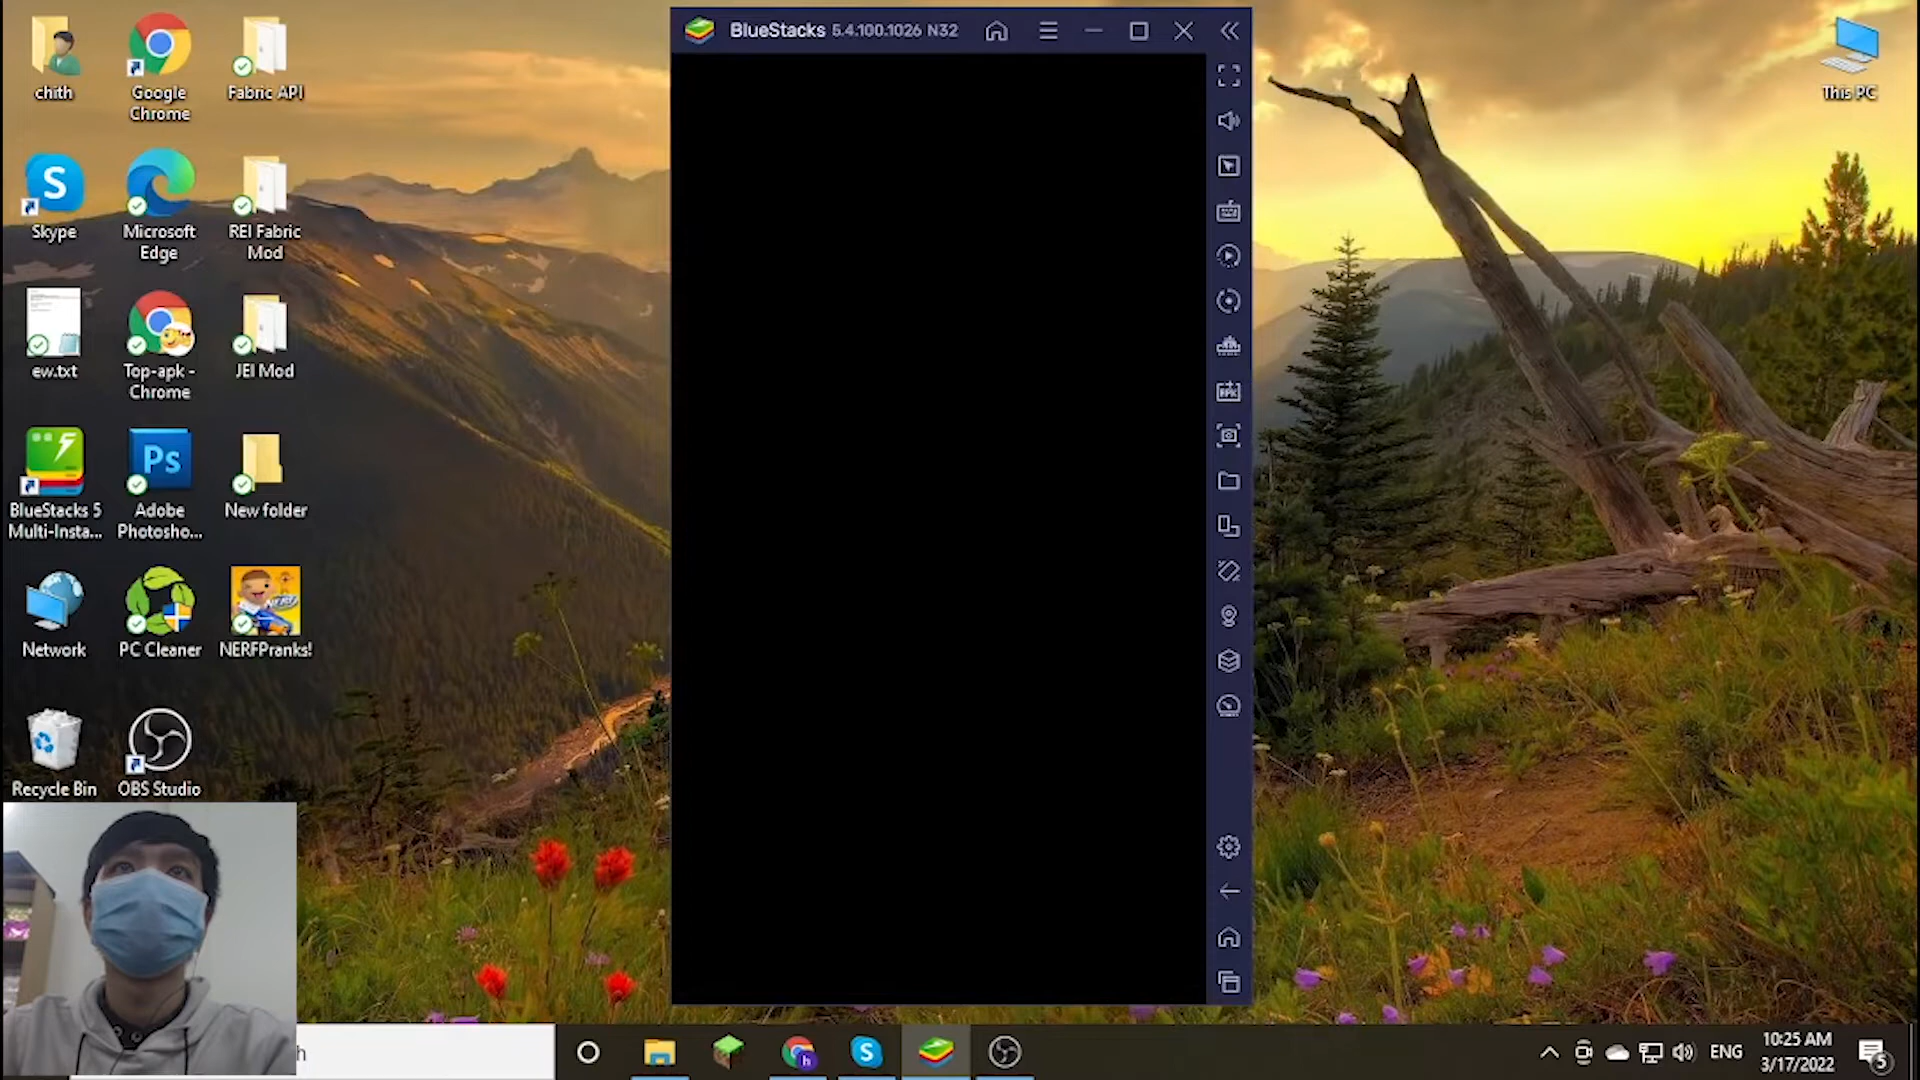 BlueStacks 5.4.100.1026 N32
chith
Google
Chrome
Fabric API
This PC
Skype
Microsoft
Edge
REI Fabric
Mod
ew.txt
Top-apk -
Chrome
JEI Mod
BlueStacks 5
Multi-Insta...
Adobe
Photosho...
New folder
Ps
Network
PC Cleaner
NERFPranks!
Recycle Bin
OBS Studio
h
ENG
10:25 AM
3/17/2022
5